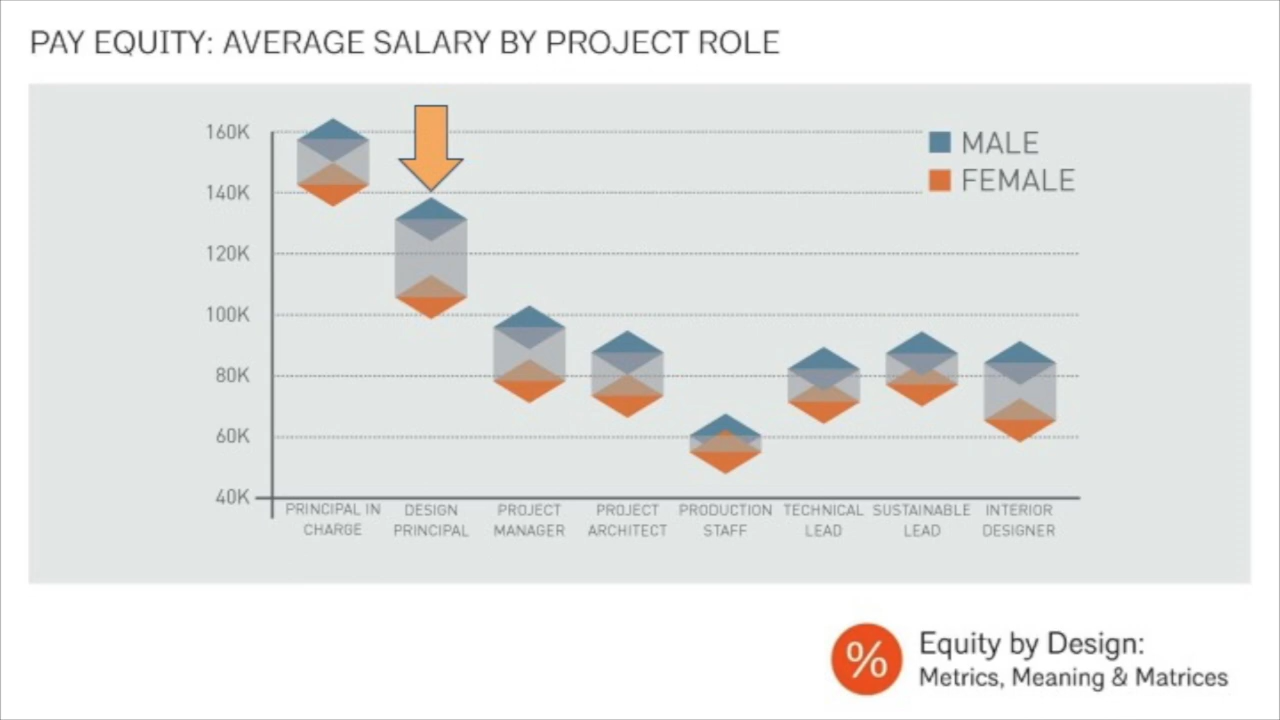 PAY EQUITY: AVERAGE SALARY BY PROJECT ROLE
160K
140K
120K
100K
80K
60K
40K
MALE
FEMALE
PRINCIPAL IN
CHARGE
DESIGN
PRINCIPAL
PROJECT
MANAGER
PROJECT
ARCHITECT
PRODUCTION
STAFF
TECHNICAL
LEAD
SUSTAINABLE
LEAD
INTERIOR
DESIGNER
%
Equity by Design:
Metrics, Meaning & Matrices